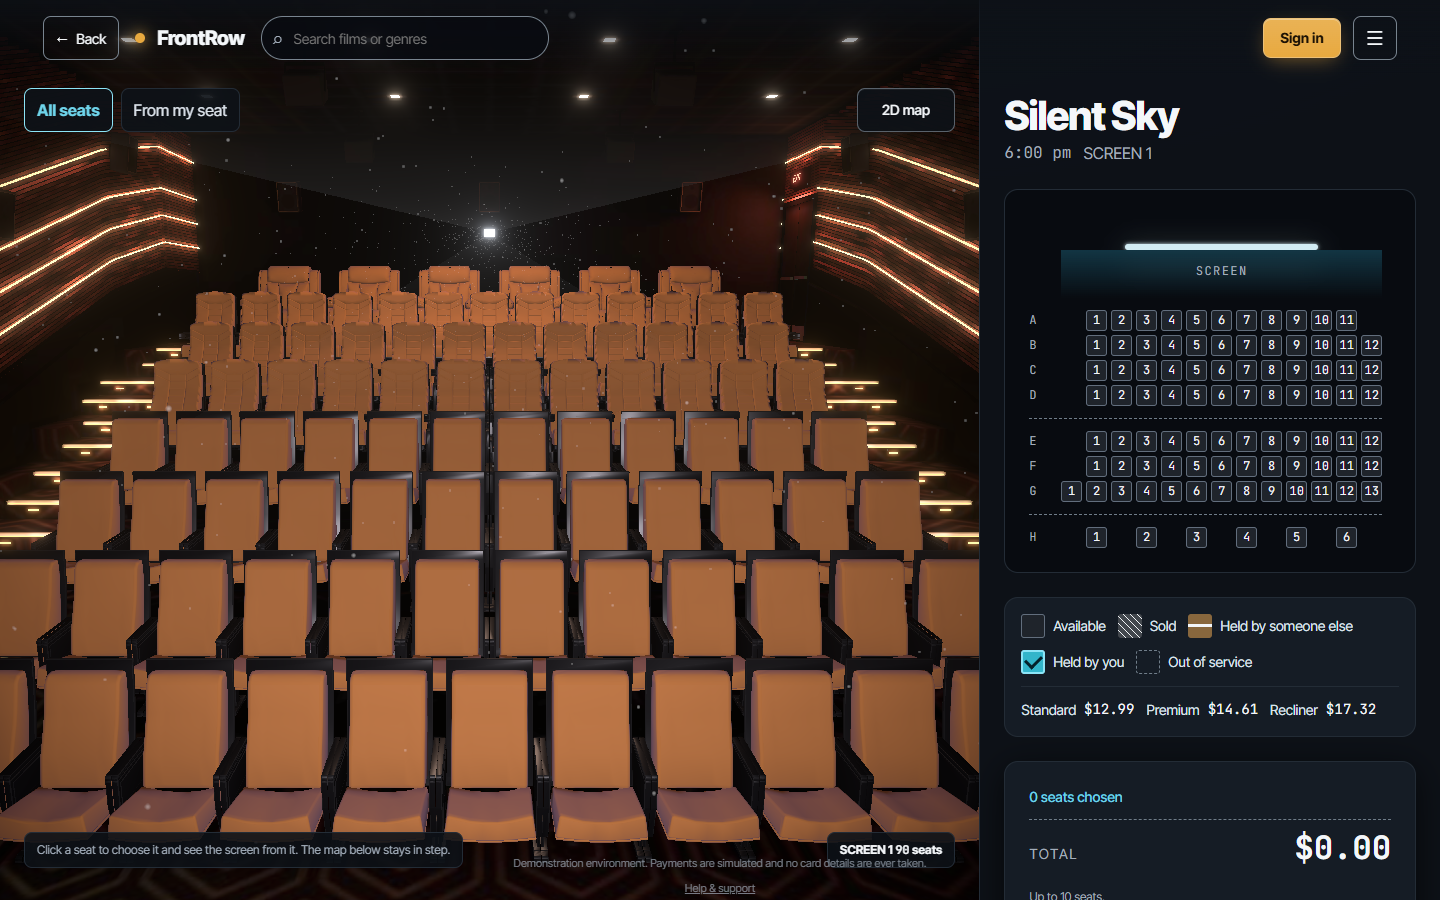 ← Back
FrontRow
Search films or genres
Sign in
All seats
From my seat
2D map
Silent Sky
6:00 pm SCREEN 1
SCREEN
A 1 2 3 4 5 6 7 8 9 10 11
B 1 2 3 4 5 6 7 8 9 10 11 12
C 1 2 3 4 5 6 7 8 9 10 11 12
D 1 2 3 4 5 6 7 8 9 10 11 12
E 1 2 3 4 5 6 7 8 9 10 11 12
F 1 2 3 4 5 6 7 8 9 10 11 12
G 1 2 3 4 5 6 7 8 9 10 11 12 13
H 1 2 3 4 5 6
Available Sold Held by someone else
Held by you Out of service
Standard $12.99 Premium $14.61 Recliner $17.32
0 seats chosen
TOTAL $0.00
Up to 10 seats.
Click a seat to choose it and see the screen from it. The map below stays in step.
SCREEN 1 90 seats
Demonstration environment. Payments are simulated and no card details are ever taken.
Help & support